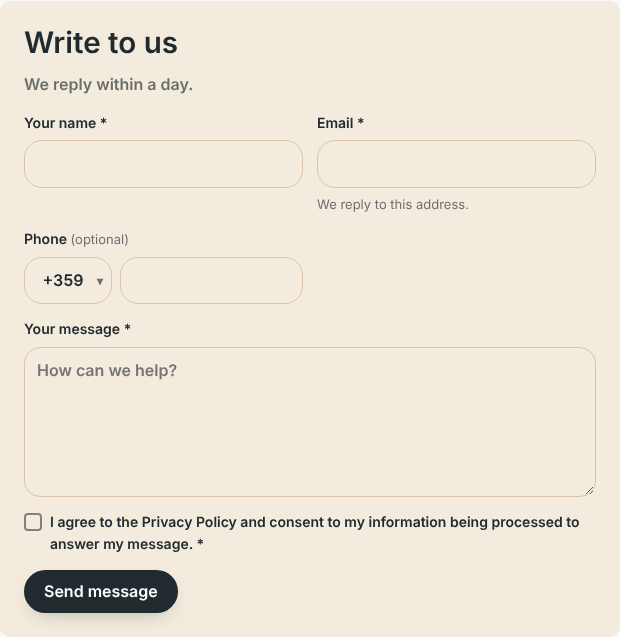 Write to us
We reply within a day.
Your name *
Email *
We reply to this address.
Phone (optional)
+359
Your message *
How can we help?
I agree to the Privacy Policy and consent to my information being processed to
answer my message. *
Send message